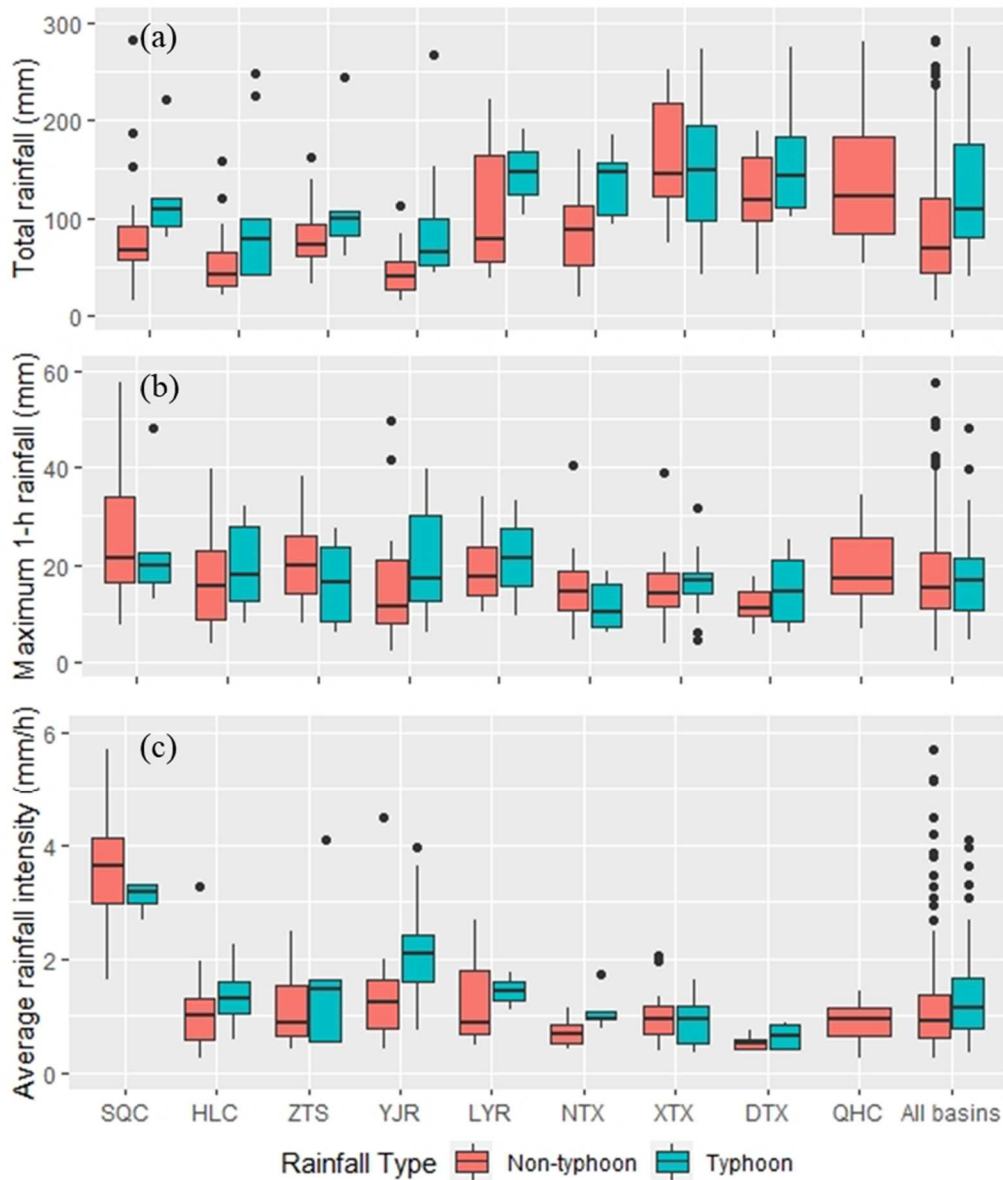 (a)
Total rainfall (mm)
300
200
100
0
(b)
Maximum 1-h rainfall (mm)
60
40
20
0
(c)
Average rainfall intensity (mm/h)
6
4
2
0
SQC HLC ZTS YJR LYR NTX XTX DTX QHC All basins
Rainfall Type Non-typhoon Typhoon